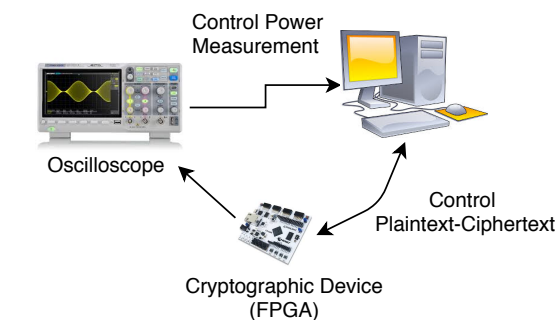 Control Power
Measurement
Oscilloscope
Control
Plaintext-Ciphertext
Cryptographic Device
(FPGA)